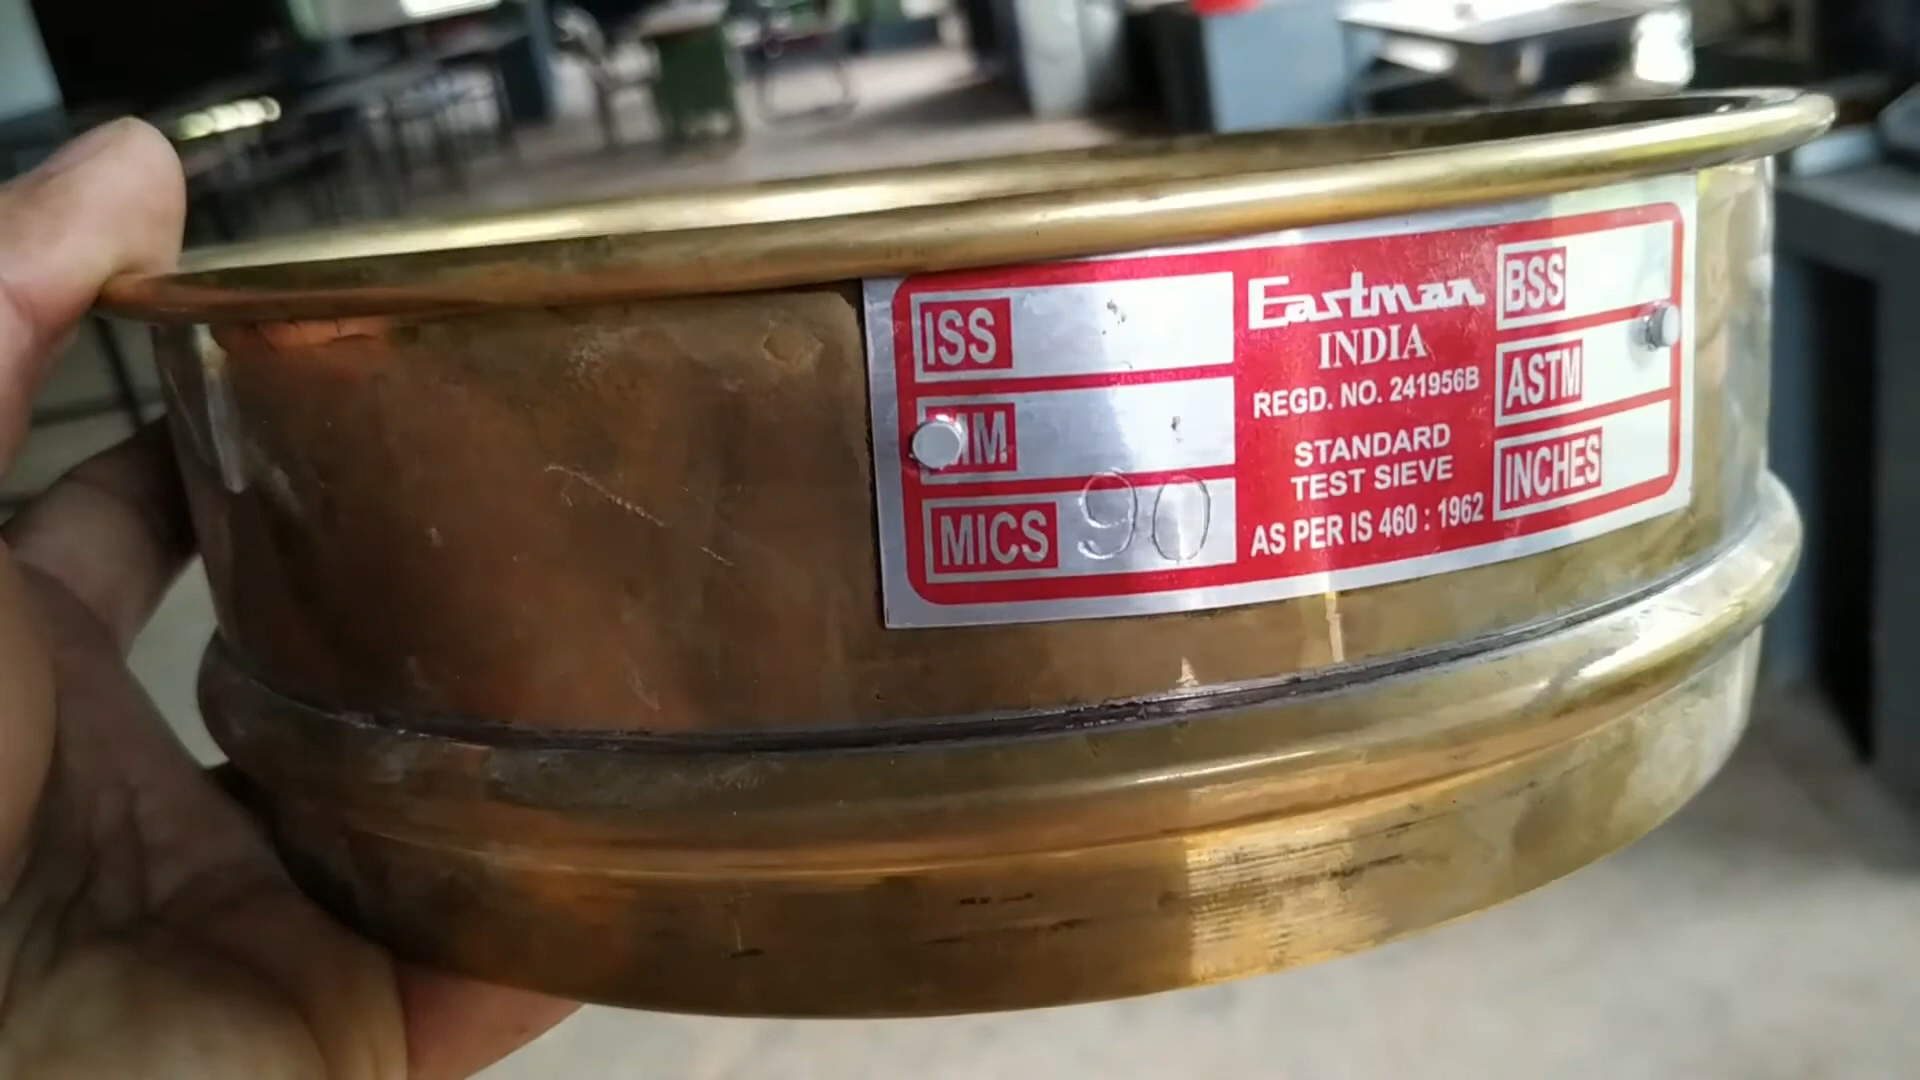 ISS
MM.
MICS 90
Eastman
INDIA
REGD. NO. 241956B
STANDARD
TEST SIEVE
AS PER IS 460 : 1962
BSS
ASTM
INCHES